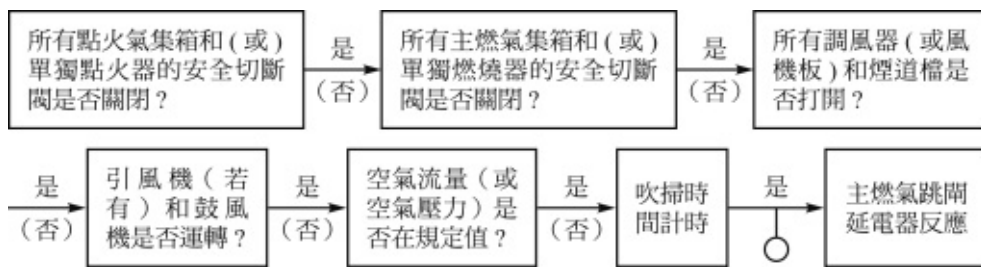 所有點火氣集箱和(或)
單獨點火器的安全切斷
閥是否關閉?
是
(否)
所有主燃氣集箱和(或)
單獨燃燒器的安全切斷
閥是否關閉?
是
(否)
所有調風器(或風
機板)和煙道檔是
否打開?
是
(否)
引風機(若
有)和鼓風
機是否運轉?
是
(否)
空氣流量(或
空氣壓力)是
否在規定值?
是
(否)
吹掃時
間計時
是
主燃氣跳閘
延電器反應